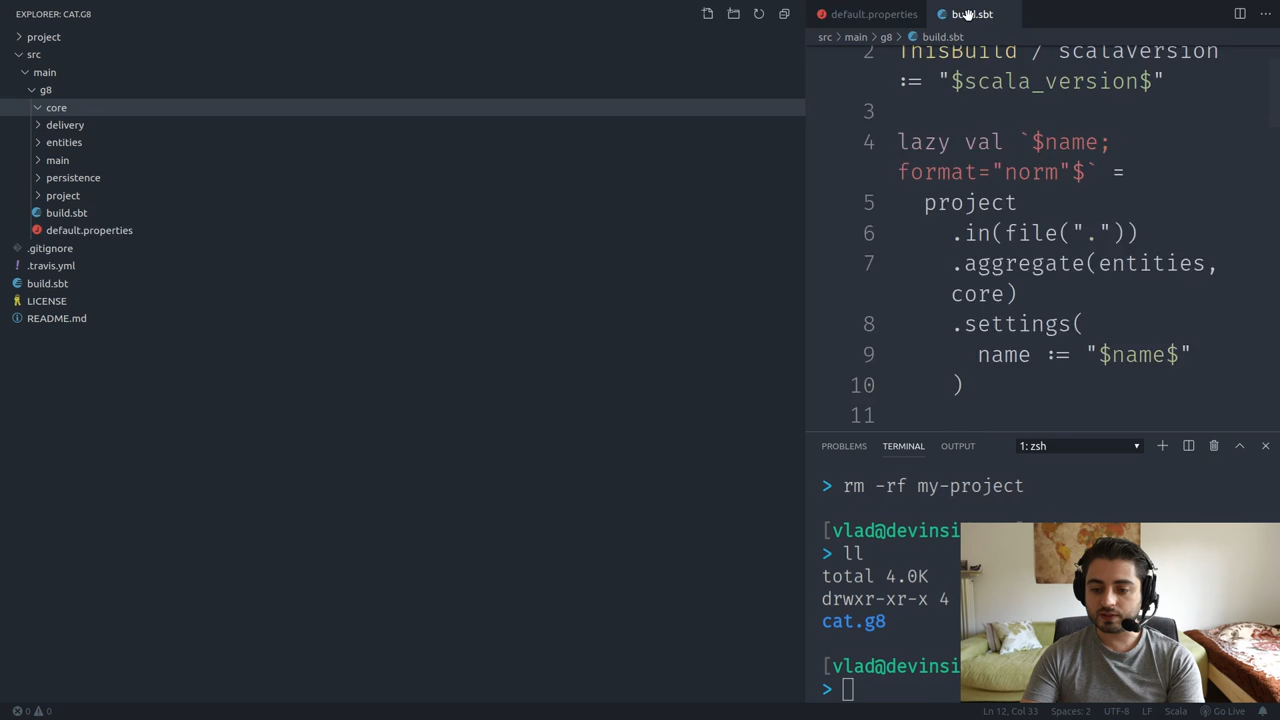 EXPLORER: CAT.G8
project
src
main
g8
core
delivery
entities
main
persistence
project
build.sbt
default.properties
.gitignore
.travis.yml
build.sbt
LICENSE
README.md
default.properties
build.sbt
src > main > g8 > build.sbt
2 ThisBuild / scalaVersion
:= "$scala_version$"
3
4 lazy val `$name;
format="norm"$` =
5 project
6 .in(file("."))
7 .aggregate(entities,
core)
8 .settings(
9 name := "$name$"
10 )
11
PROBLEMS TERMINAL OUTPUT 1: zsh
> rm -rf my-project
[vlad@devinsi
> ll
total 4.0K
drwxr-xr-x 4
cat.g8
[vlad@devinsi
>
0 0 Ln 12, Col 33 Spaces: 2 UTF-8 LF Scala Go Live